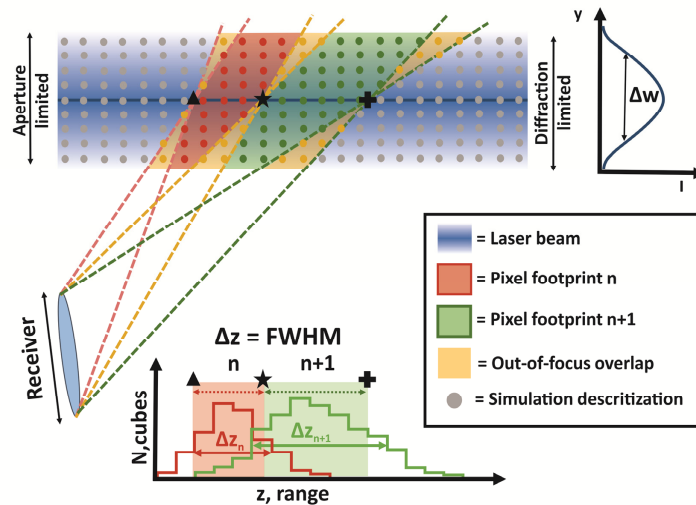 Aperture
limited
Diffraction
limited
y
Δw
I
Receiver
= Laser beam
= Pixel footprint n
= Pixel footprint n+1
= Out-of-focus overlap
= Simulation descritization
Δz = FWHM
n
n+1
N,cubes
Δzn
Δzn+1
z, range